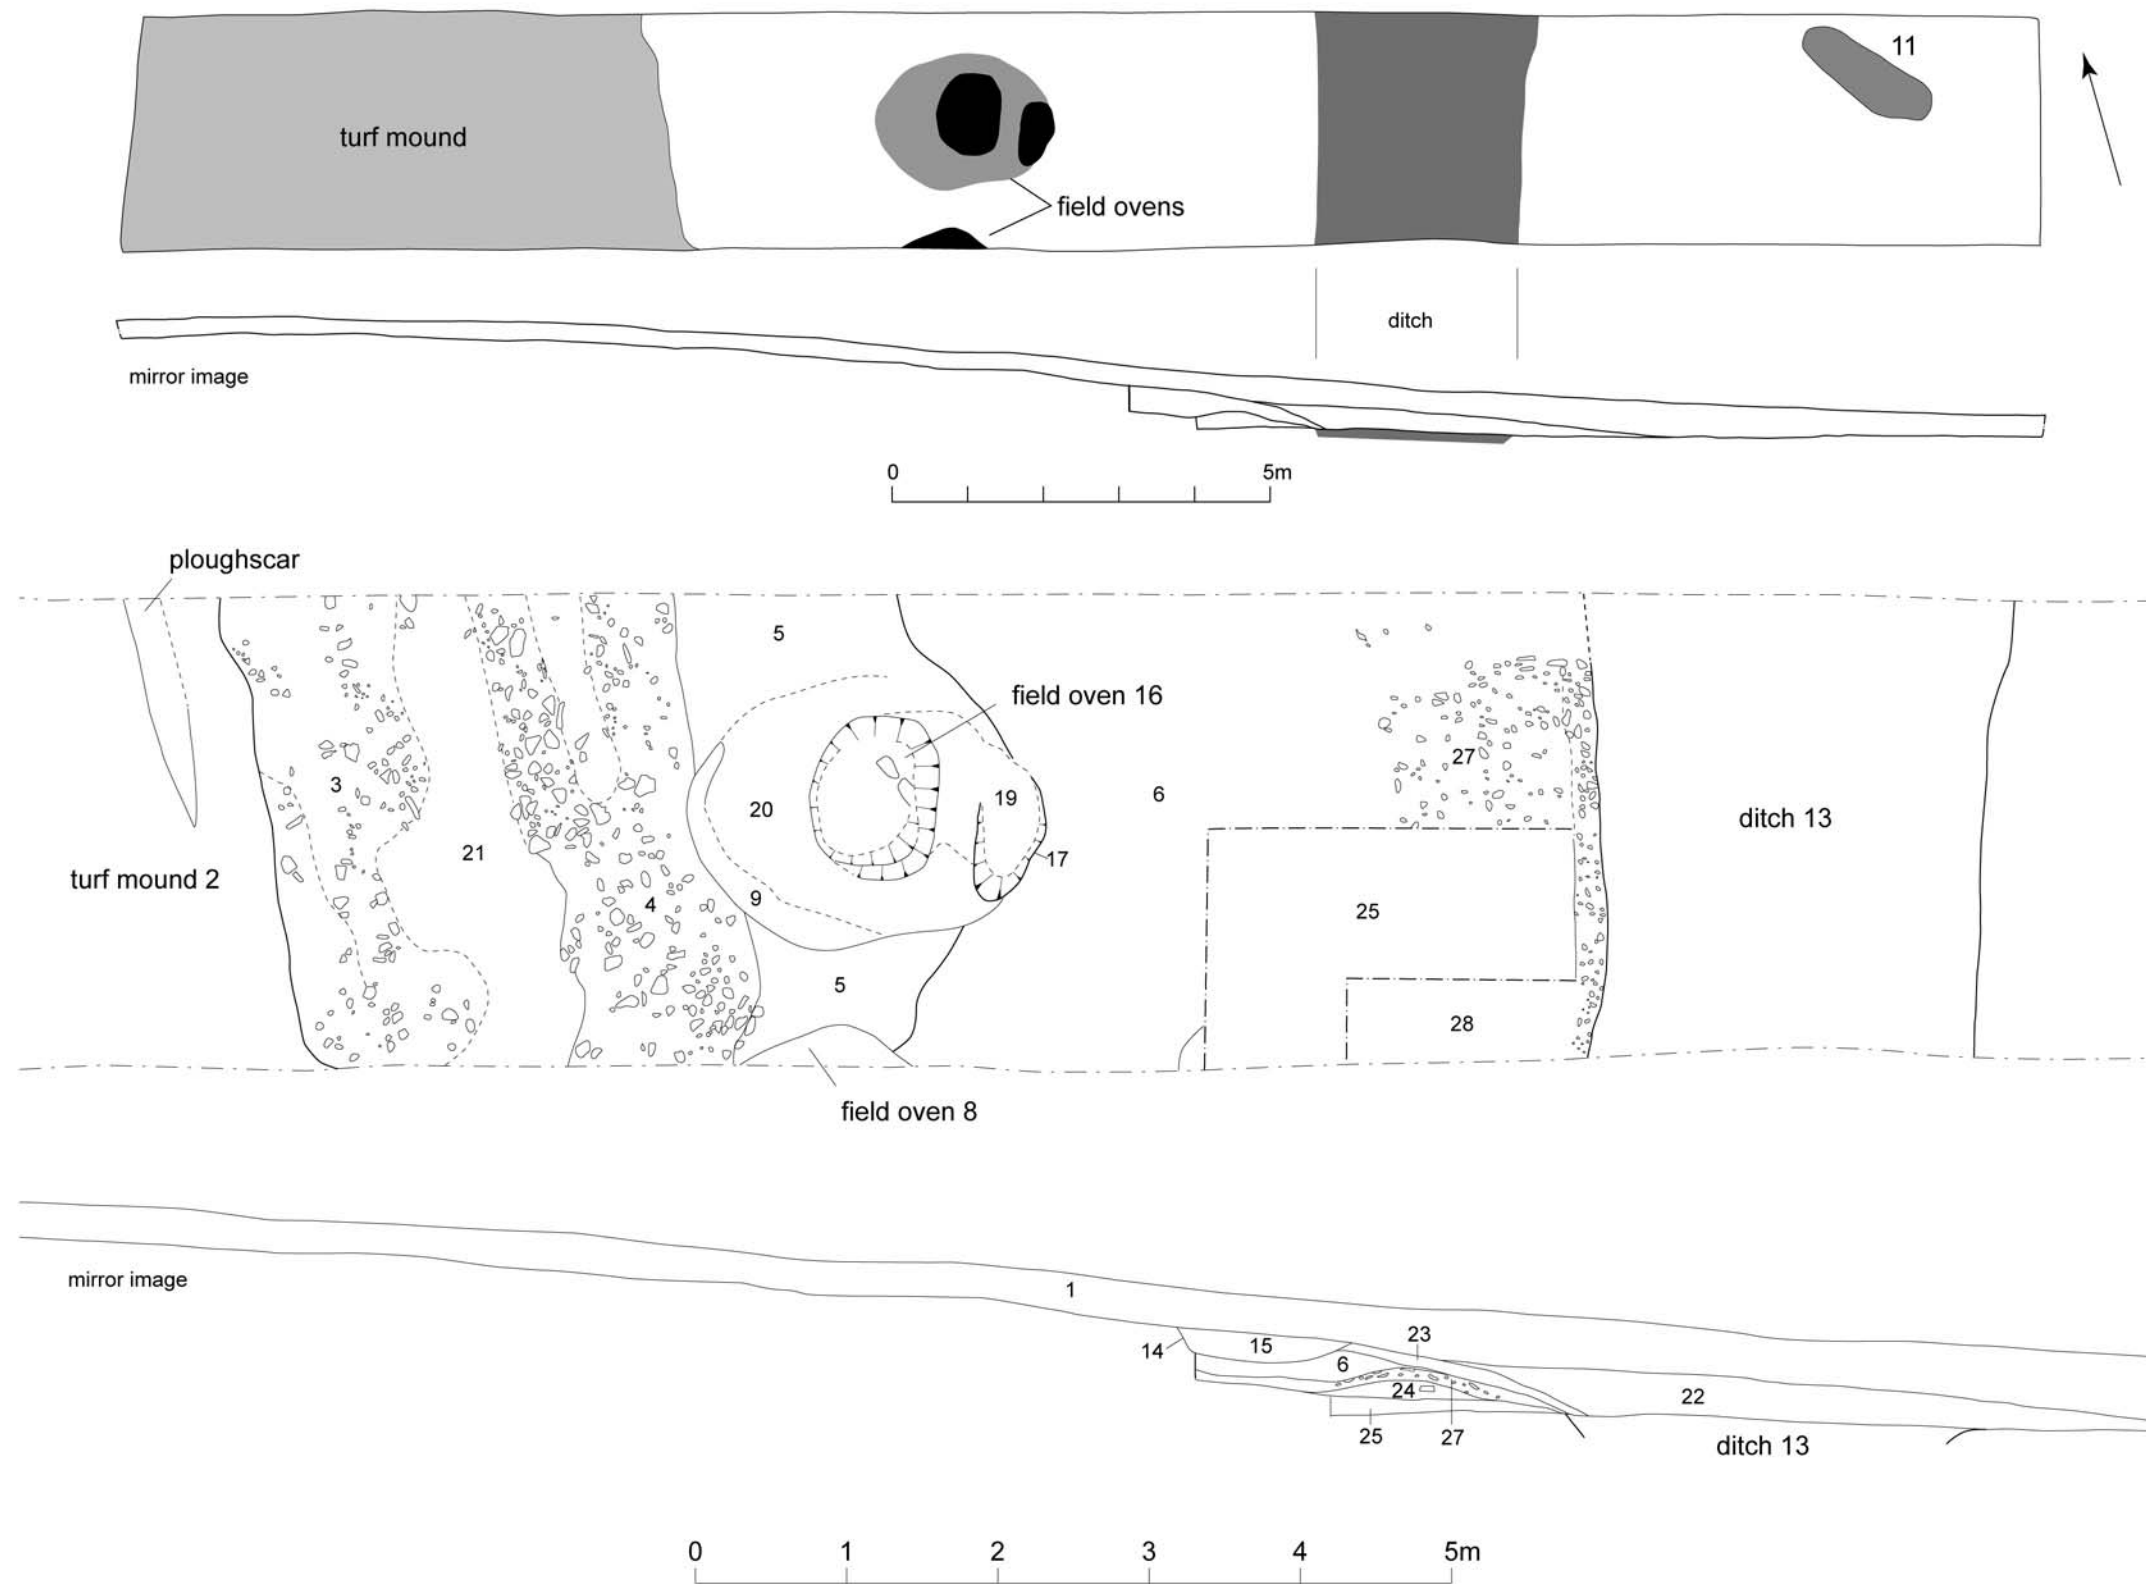 11
turf mound
field ovens
ditch
mirror image
0 5m
ploughscar
5
field oven 16
27
3
19
6
20
ditch 13
21
17
turf mound 2
9
4
25
5
28
field oven 8
mirror image
1
23
14
15
6
24
22
25
27
ditch 13
0 1 2 3 4 5m